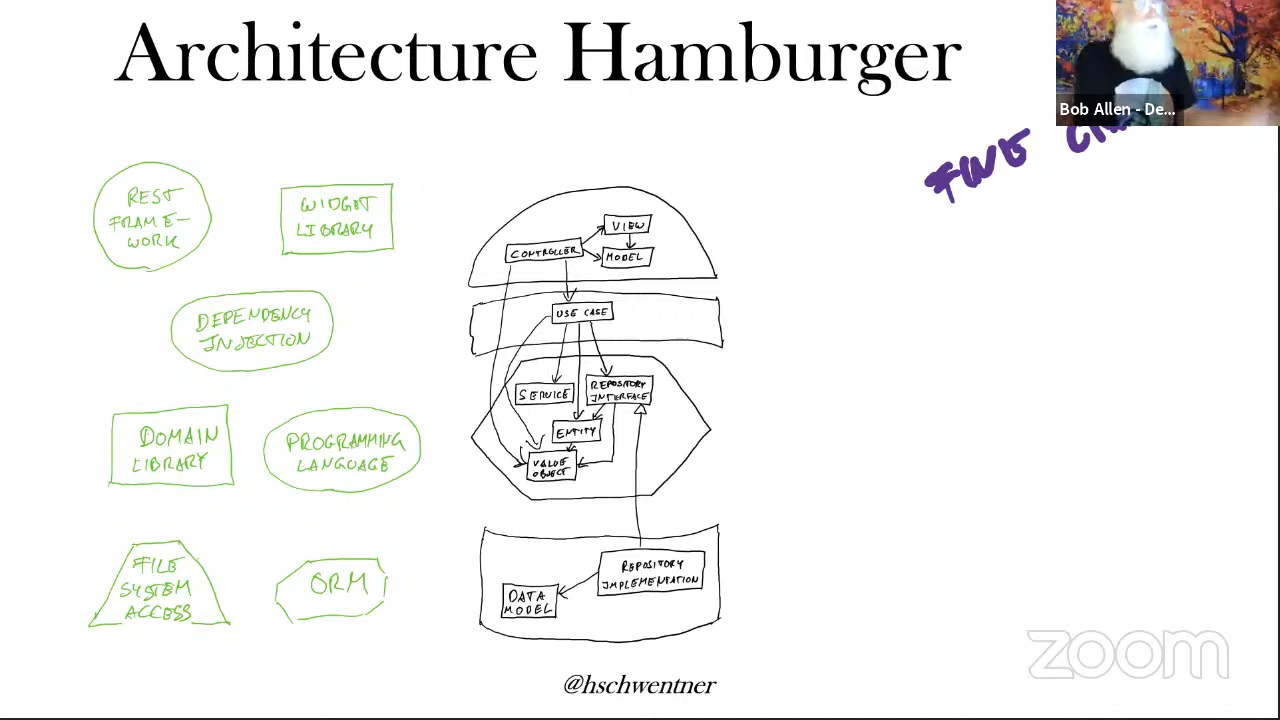 Architecture Hamburger
Bob Allen - De...
REST
FRAME-
WORK
WIDGET
LIBRARY
DEPENDENCY
INJECTION
DOMAIN
LIBRARY
PROGRAMMING
LANGUAGE
FILE
SYSTEM
ACCESS
ORM
VIEW
CONTROLLER
MODEL
USE CASE
SERVICE
REPOSITORY
INTERFACE
ENTITY
VALUE
OBJECT
REPOSITORY
IMPLEMENTATION
DATA
MODEL
@hschwentner
zoom